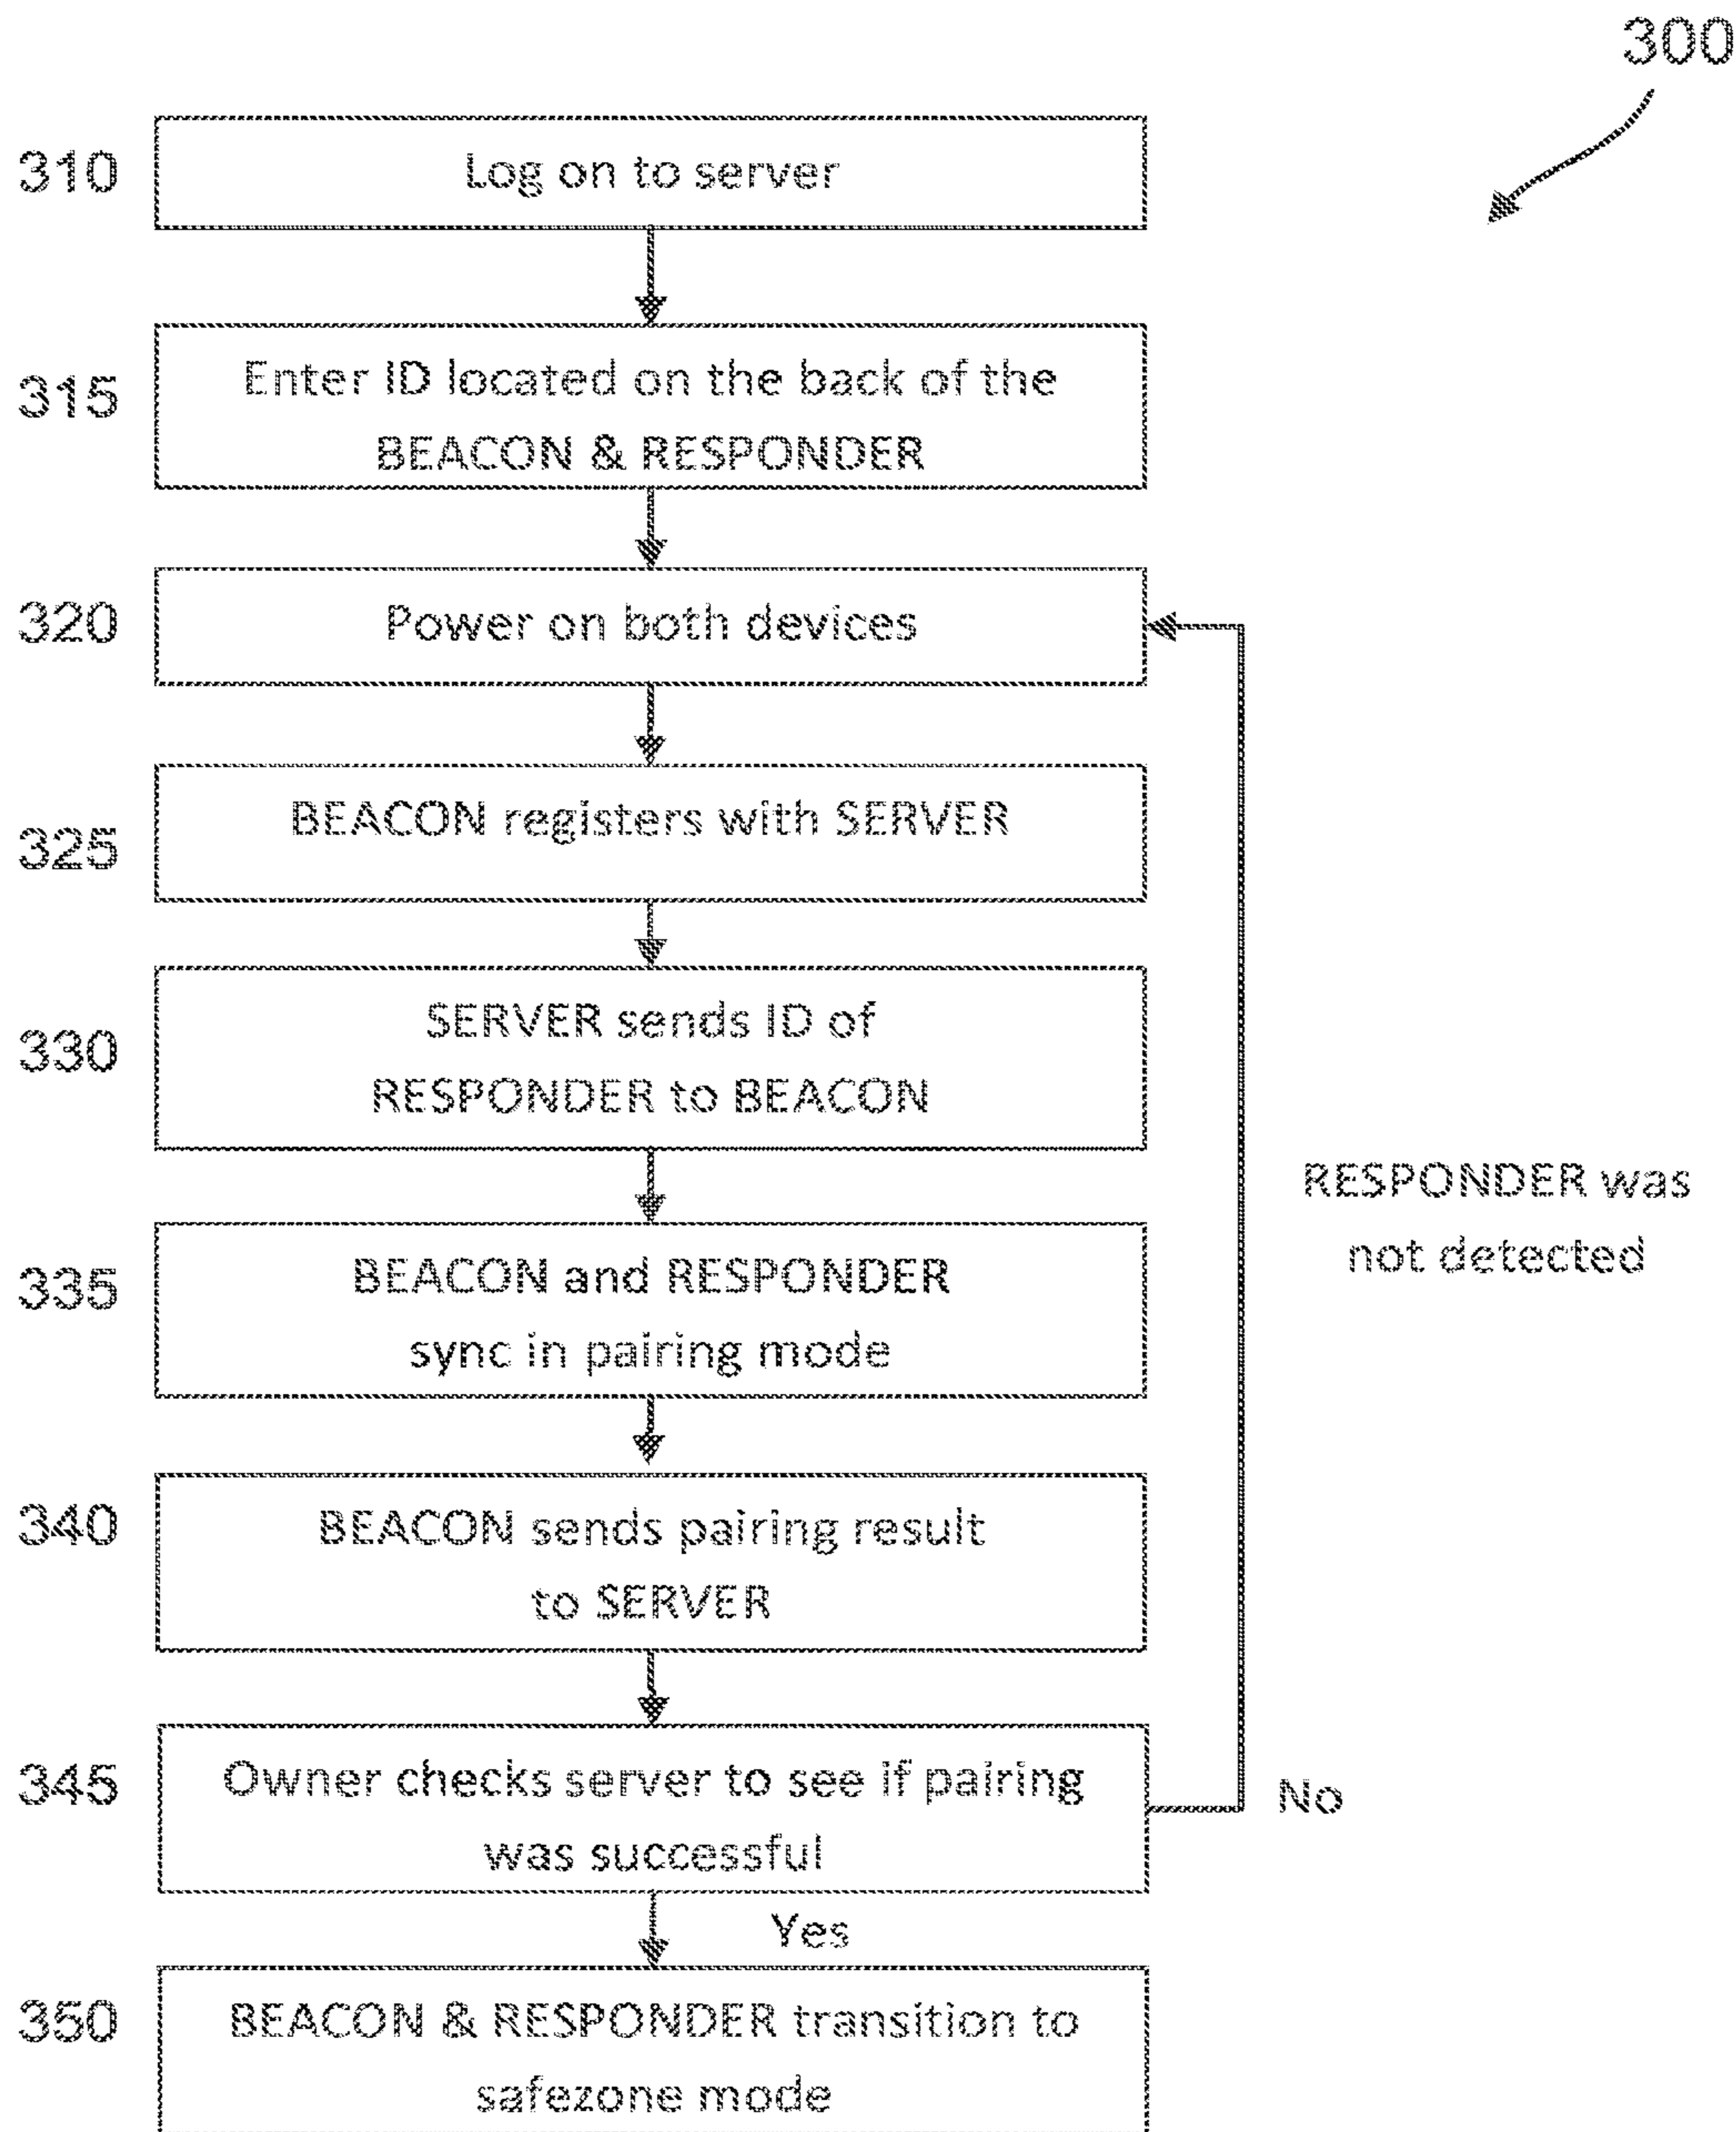 300
310
Log on to server
315
Enter ID located on the back of the
BEACON & RESPONDER
320
Power on both devices
325
BEACON registers with SERVER
330
SERVER sends ID of
RESPONDER to BEACON
RESPONDER was
not detected
335
BEACON and RESPONDER
sync in pairing mode
340
BEACON sends pairing result
to SERVER
345
Owner checks server to see if pairing
was successful
No
Yes
350
BEACON & RESPONDER transition to
safezone mode